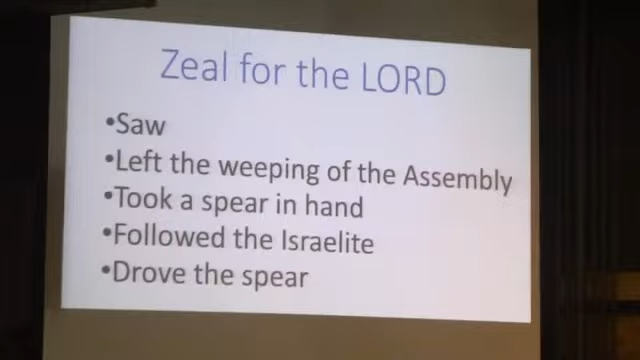 Zeal for the LORD
•Saw
•Left the weeping of the Assembly
•Took a spear in hand
•Followed the Israelite
•Drove the spear